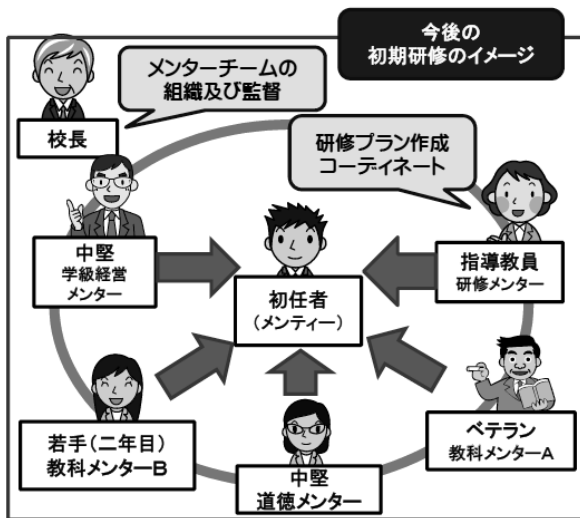 今後の
初期研修のイメージ
メンターチームの
組織及び監督
校長
研修プラン作成
コーディネート
中堅
学級経営
メンター
初任者
（メンティー）
指導教員
研修メンター
若手（二年目）
教科メンターB
中堅
道徳メンター
ベテラン
教科メンターA